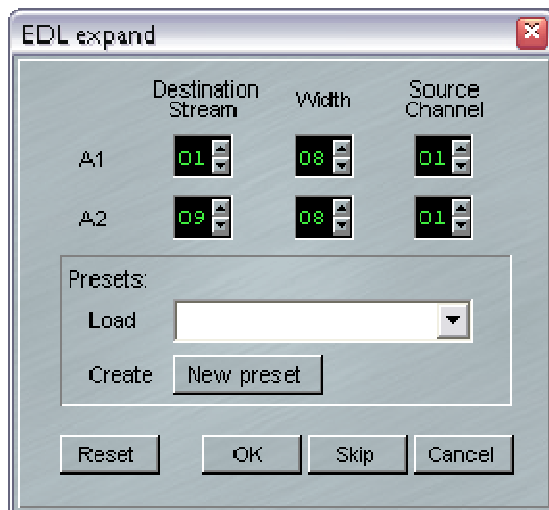 EDL expand
Destination Stream Width Source Channel
A1 01 08 01
A2 09 08 01
Presets:
Load
Create New preset
Reset OK Skip Cancel